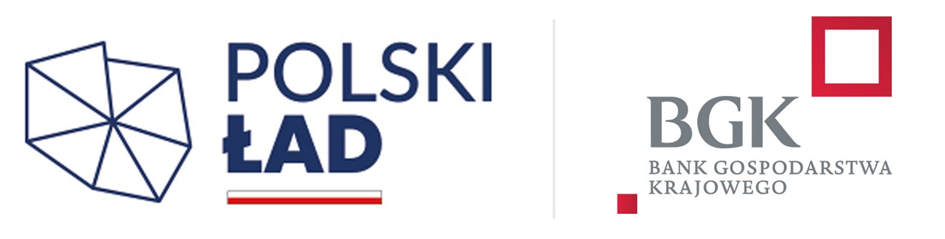 POLSKI
ŁAD
BGK
BANK GOSPODARSTWA
KRAJOWEGO